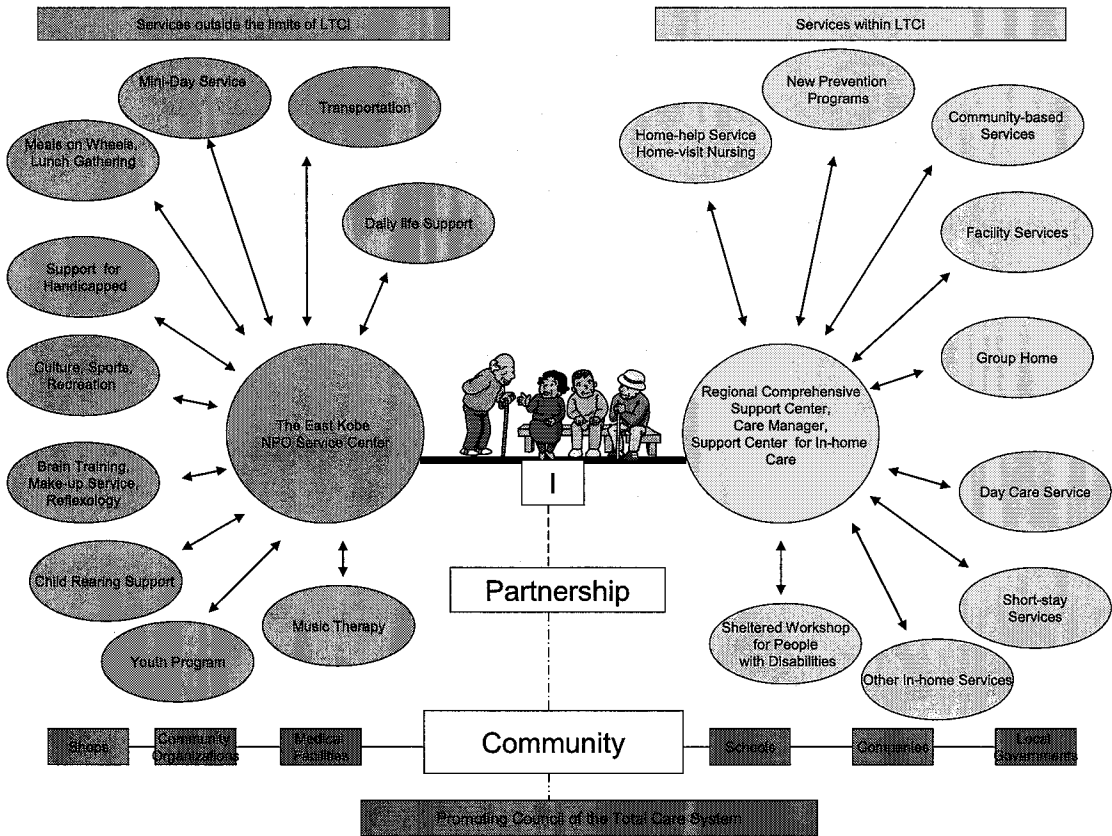 Services outside the limits of LTCI
Services within LTCI
Mini-Day Service
Transportation
Meals on Wheels,
Lunch Gathering
Daily life Support
Support for
Handicapped
Culture, Sports,
Recreation
Brain Training,
Make-up Service,
Reflexology
Child Rearing Support
Youth Program
Music Therapy
The East Kobe
NPO Service Center
New Prevention
Programs
Home-help Service
Home-visit Nursing
Community-based
Services
Facility Services
Group Home
Regional Comprehensive
Support Center,
Care Manager,
Support Center for In-home
Care
Day Care Service
Short-stay
Services
Other In-home Services
Sheltered Workshop
for People
with Disabilities
I
Partnership
Shops
Community
Organizations
Medical
Facilities
Community
Schools
Companies
Local
Governments
Promoting Council of the Total Care System